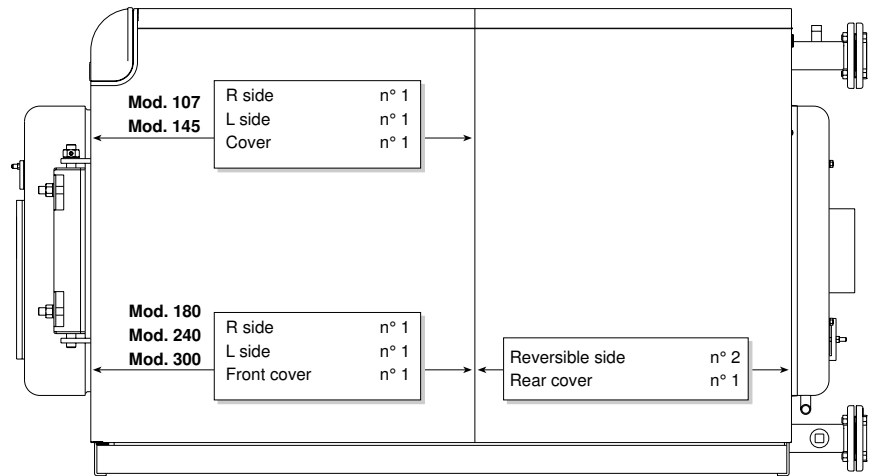 Mod. 107
Mod. 145
R side n° 1
L side n° 1
Cover n° 1
Mod. 180
Mod. 240
Mod. 300
R side n° 1
L side n° 1
Front cover n° 1
Reversible side n° 2
Rear cover n° 1